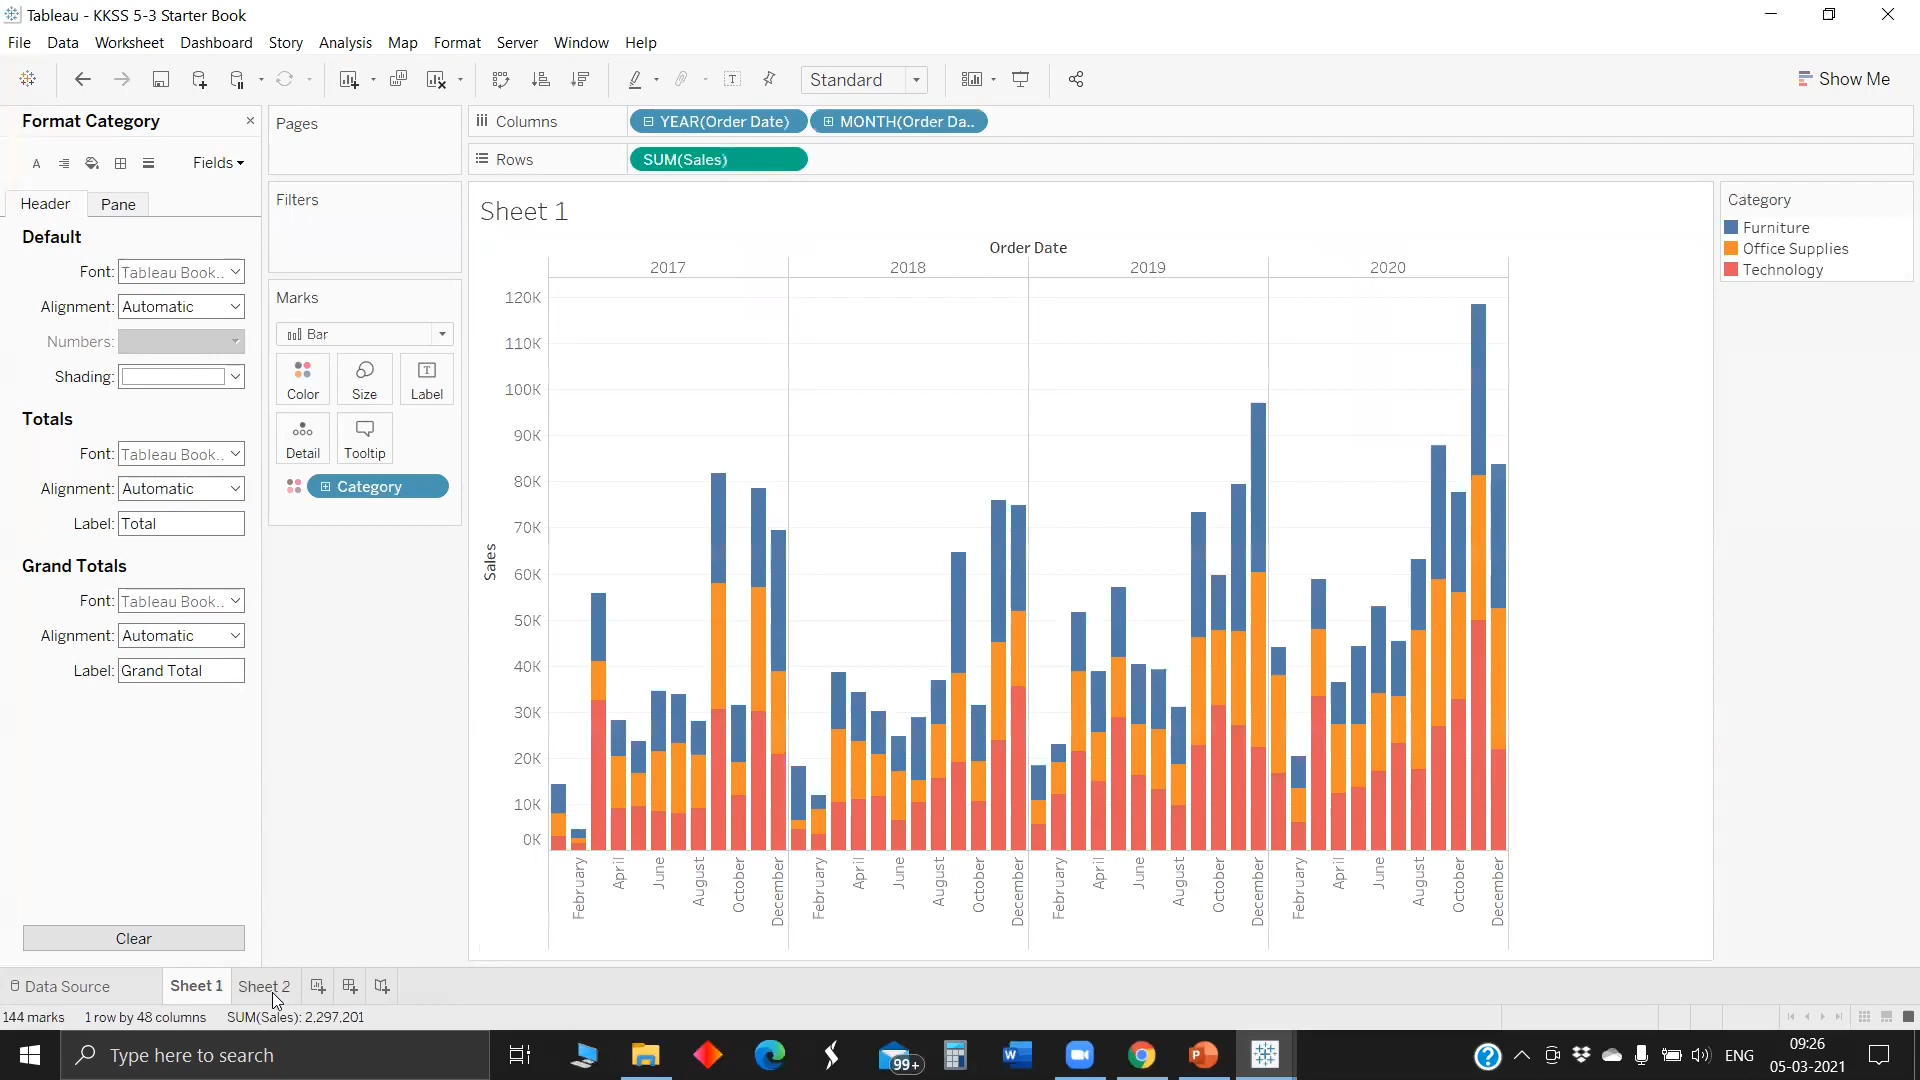 Tableau - KKSS 5-3 Starter Book
File Data Worksheet Dashboard Story Analysis Map Format Server Window Help
Standard
Show Me
Format Category
Fields
Header Pane
Default
Font: Tableau Book..
Alignment: Automatic
Numbers:
Shading:
Totals
Font: Tableau Book..
Alignment: Automatic
Label: Total
Grand Totals
Font: Tableau Book..
Alignment: Automatic
Label: Grand Total
Clear
Pages
Filters
Marks
Bar
Color Size Label
Detail Tooltip
Category
Columns YEAR(Order Date) MONTH(Order Da..
Rows SUM(Sales)
Sheet 1
Order Date
2017 2018 2019 2020
120K
110K
100K
90K
80K
70K
60K
50K
40K
30K
20K
10K
0K
Sales
February April June August October December February April June August October December February April June August October December February April June August October December
Category
Furniture
Office Supplies
Technology
Data Source Sheet 1 Sheet 2
144 marks 1 row by 48 columns SUM(Sales): 2,297,201
Type here to search
99+
ENG
09:26
05-03-2021